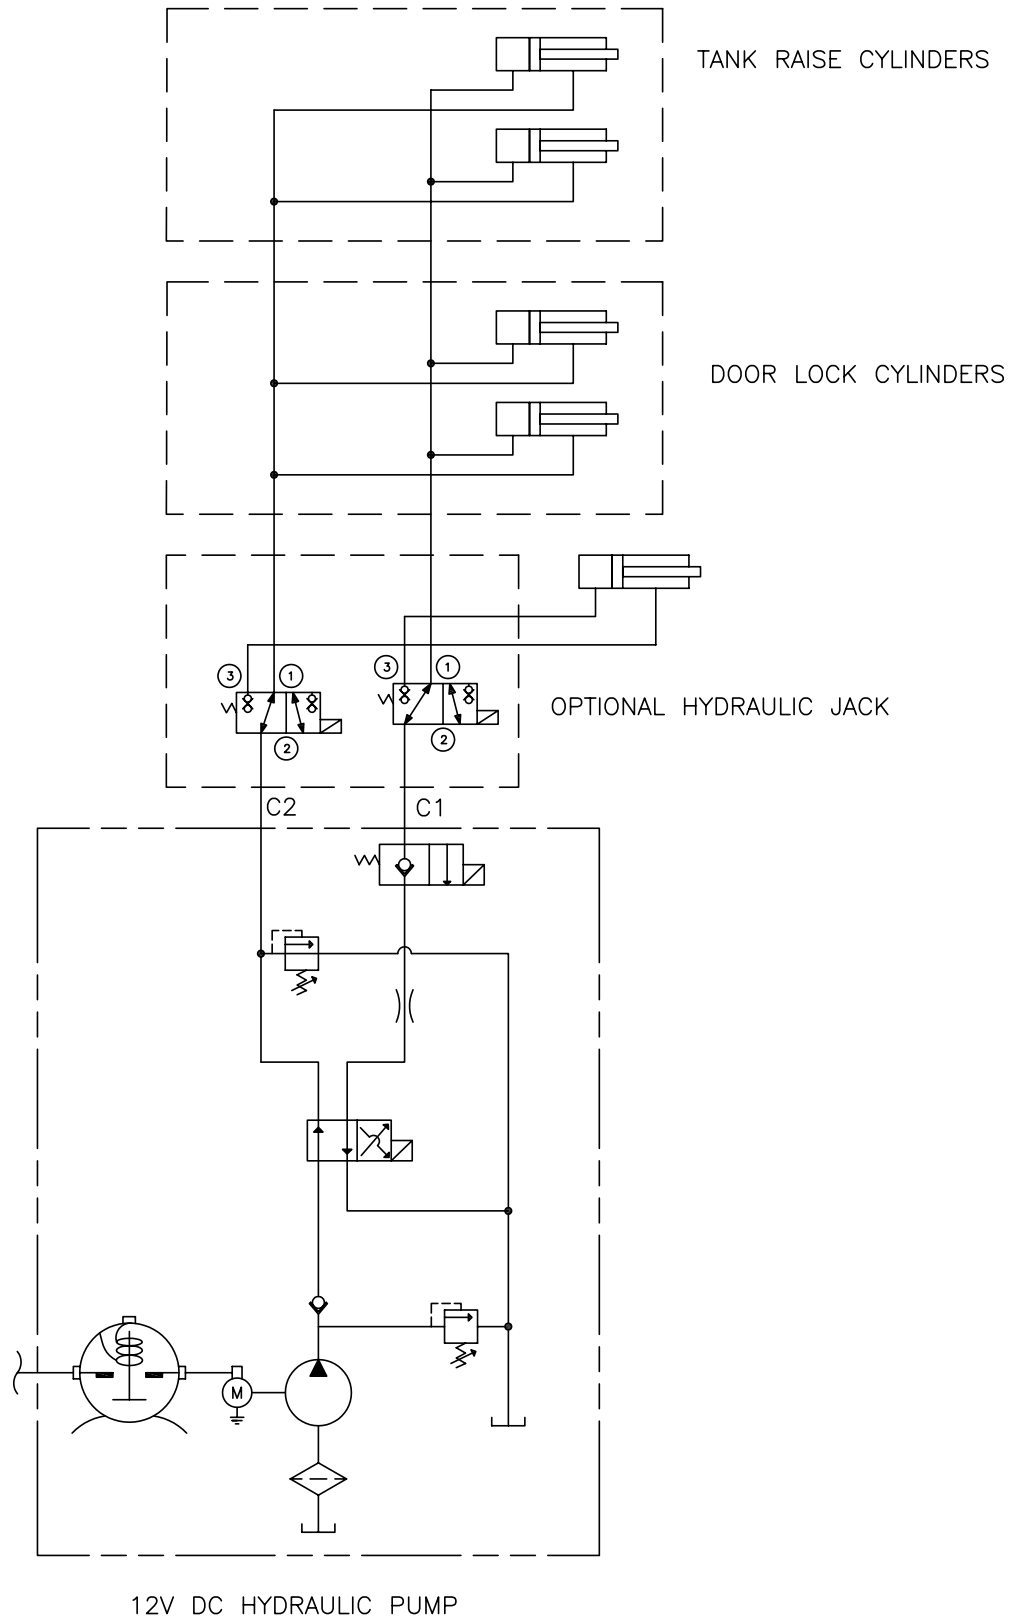 TANK RAISE CYLINDERS
DOOR LOCK CYLINDERS
3
1
3
1
OPTIONAL HYDRAULIC JACK
2
2
C2
C1
M
12V DC HYDRAULIC PUMP